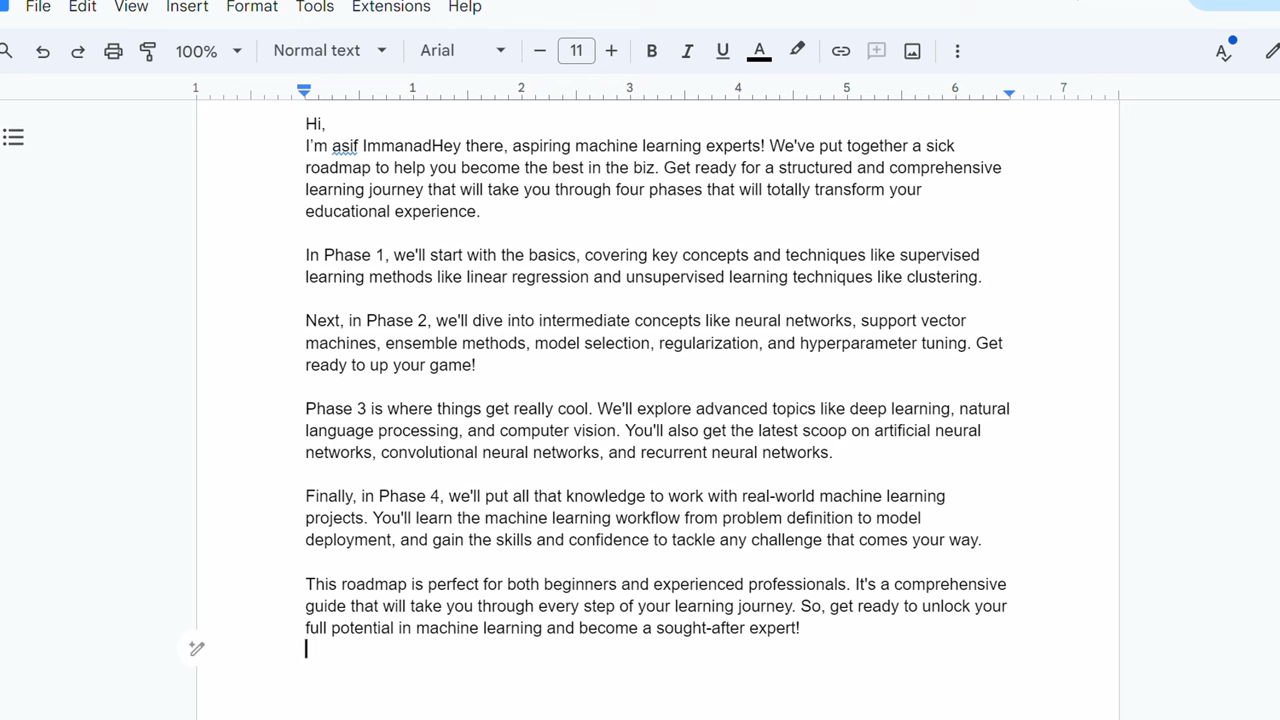 File Edit View Insert Format Tools Extensions Help
100% Normal text Arial − 11 + B I U A
1 1 2 3 4 5 6 7
Hi,
I'm asif ImmanadHey there, aspiring machine learning experts! We've put together a sick
roadmap to help you become the best in the biz. Get ready for a structured and comprehensive
learning journey that will take you through four phases that will totally transform your
educational experience.
In Phase 1, we'll start with the basics, covering key concepts and techniques like supervised
learning methods like linear regression and unsupervised learning techniques like clustering.
Next, in Phase 2, we'll dive into intermediate concepts like neural networks, support vector
machines, ensemble methods, model selection, regularization, and hyperparameter tuning. Get
ready to up your game!
Phase 3 is where things get really cool. We'll explore advanced topics like deep learning, natural
language processing, and computer vision. You'll also get the latest scoop on artificial neural
networks, convolutional neural networks, and recurrent neural networks.
Finally, in Phase 4, we'll put all that knowledge to work with real-world machine learning
projects. You'll learn the machine learning workflow from problem definition to model
deployment, and gain the skills and confidence to tackle any challenge that comes your way.
This roadmap is perfect for both beginners and experienced professionals. It's a comprehensive
guide that will take you through every step of your learning journey. So, get ready to unlock your
full potential in machine learning and become a sought-after expert!